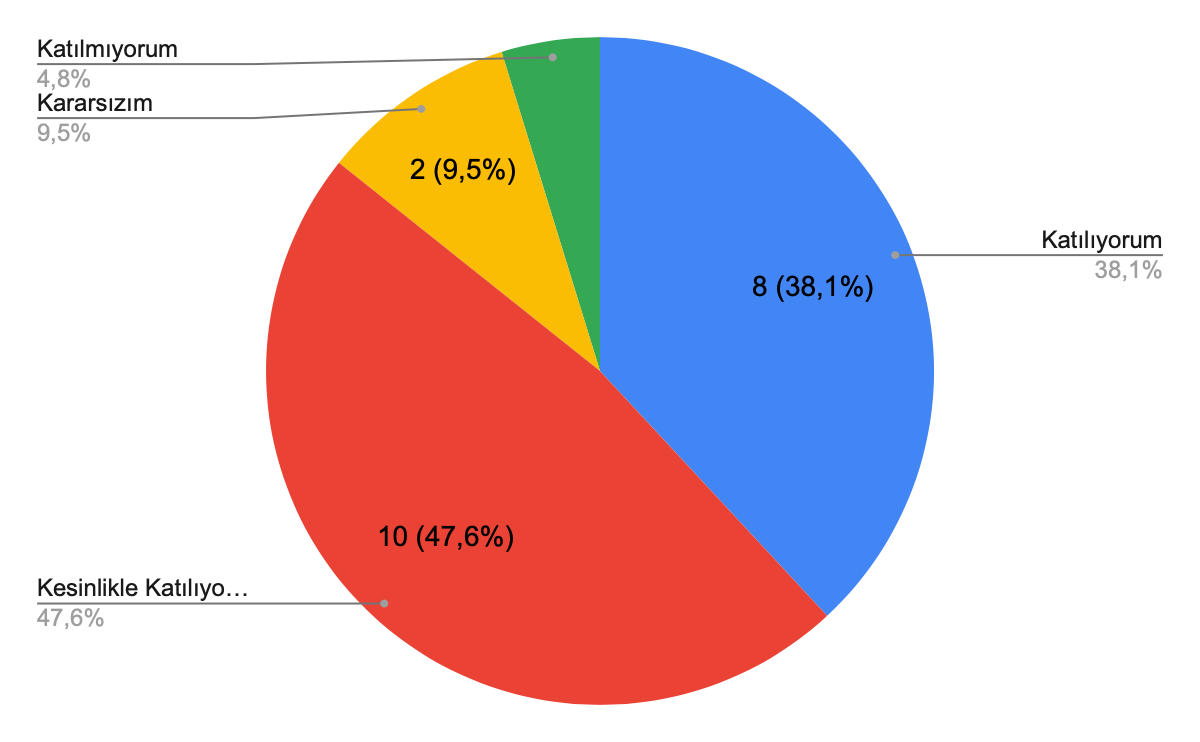 Katılmıyorum
4,8%
Kararsızım
9,5%
2 (9,5%)
Katılıyorum
38,1%
8 (38,1%)
10 (47,6%)
Kesinlikle Katılıyo…
47,6%